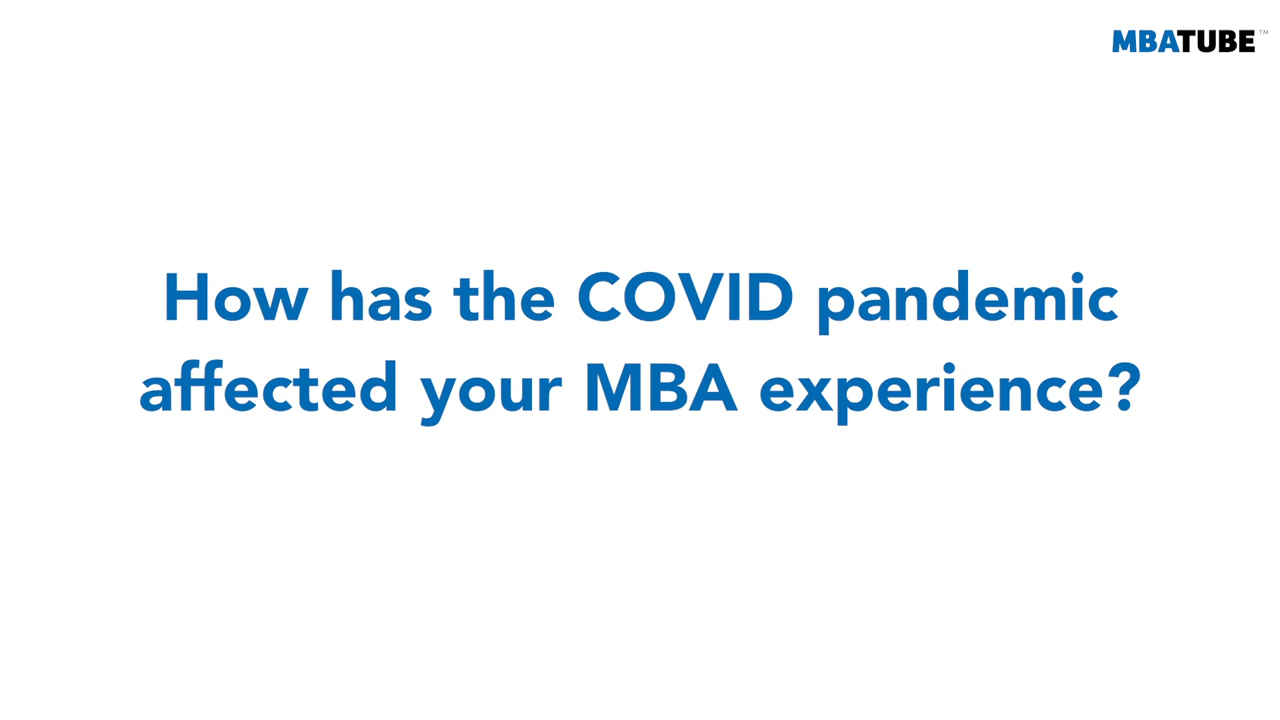 MBATUBE™
How has the COVID pandemic
affected your MBA experience?